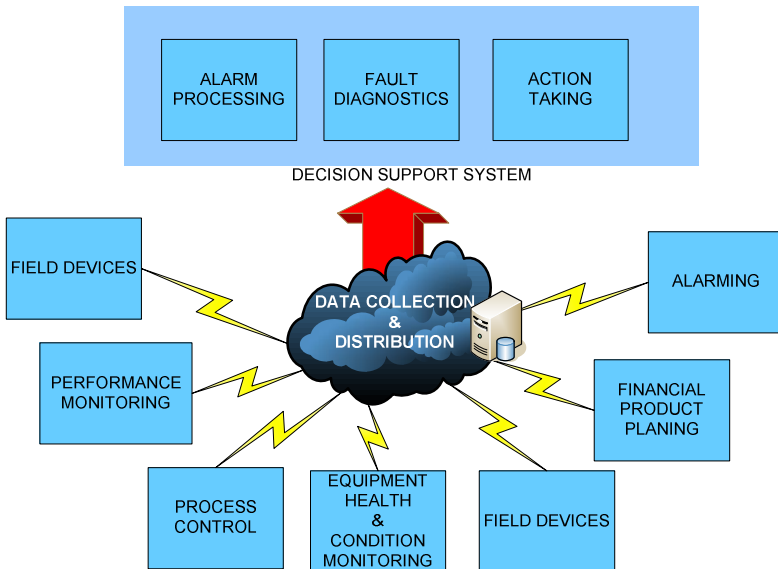 ALARM
PROCESSING
FAULT
DIAGNOSTICS
ACTION
TAKING
DECISION SUPPORT SYSTEM
FIELD DEVICES
DATA COLLECTION
&
DISTRIBUTION
ALARMING
PERFORMANCE
MONITORING
FINANCIAL
PRODUCT
PLANING
PROCESS
CONTROL
EQUIPMENT
HEALTH
&
CONDITION
MONITORING
FIELD DEVICES